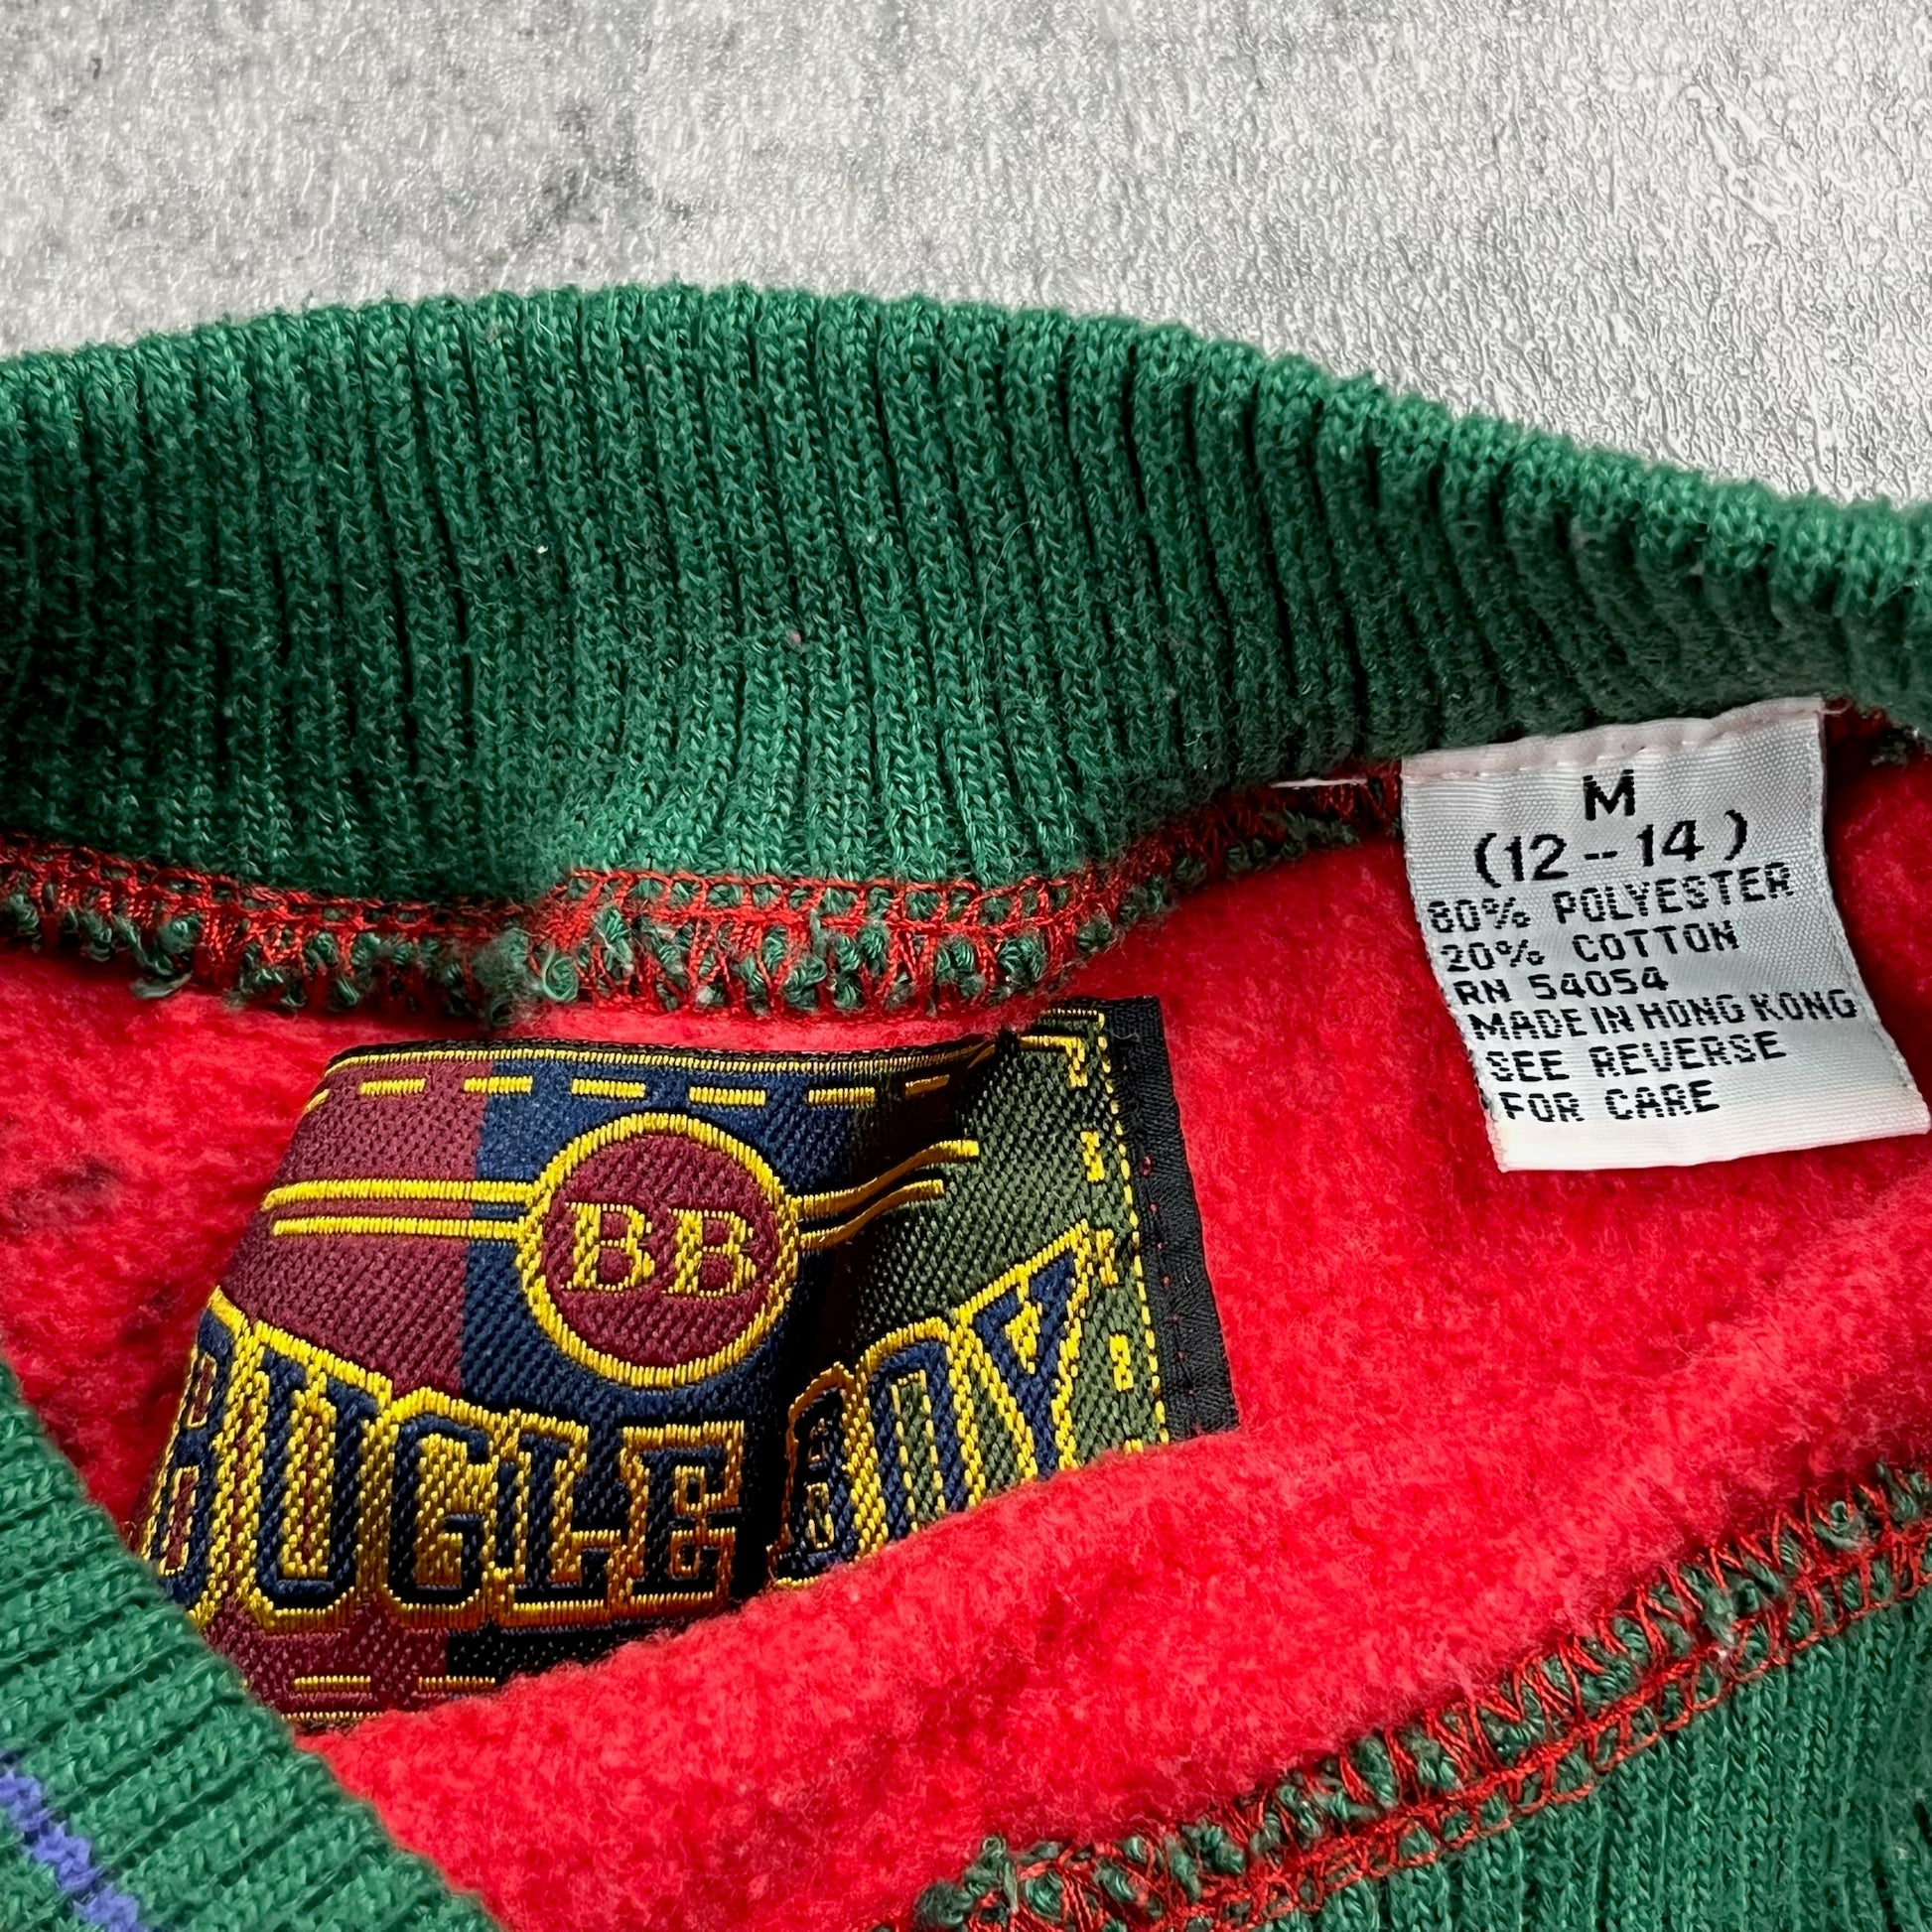 BB
BUGLE BOY
M
(12--14)
80% POLYESTER
20% COTTON
RN 54054
MADE IN HONG KONG
SEE REVERSE
FOR CARE